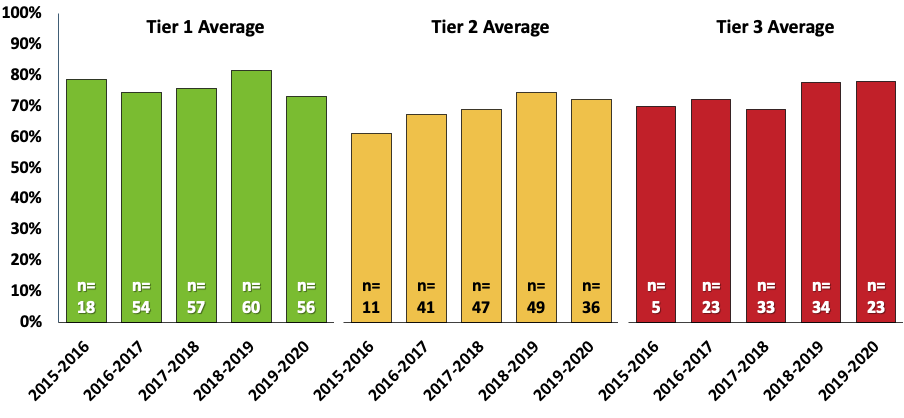 100%
90%
80%
70%
60%
50%
40%
30%
20%
10%
0%
Tier 1 Average
n=
18
n=
54
n=
57
n=
60
n=
56
2015-2016
2016-2017
2017-2018
2018-2019
2019-2020
Tier 2 Average
n=
11
n=
41
n=
47
n=
49
n=
36
2015-2016
2016-2017
2017-2018
2018-2019
2019-2020
Tier 3 Average
n=
5
n=
23
n=
33
n=
34
n=
23
2015-2016
2016-2017
2017-2018
2018-2019
2019-2020